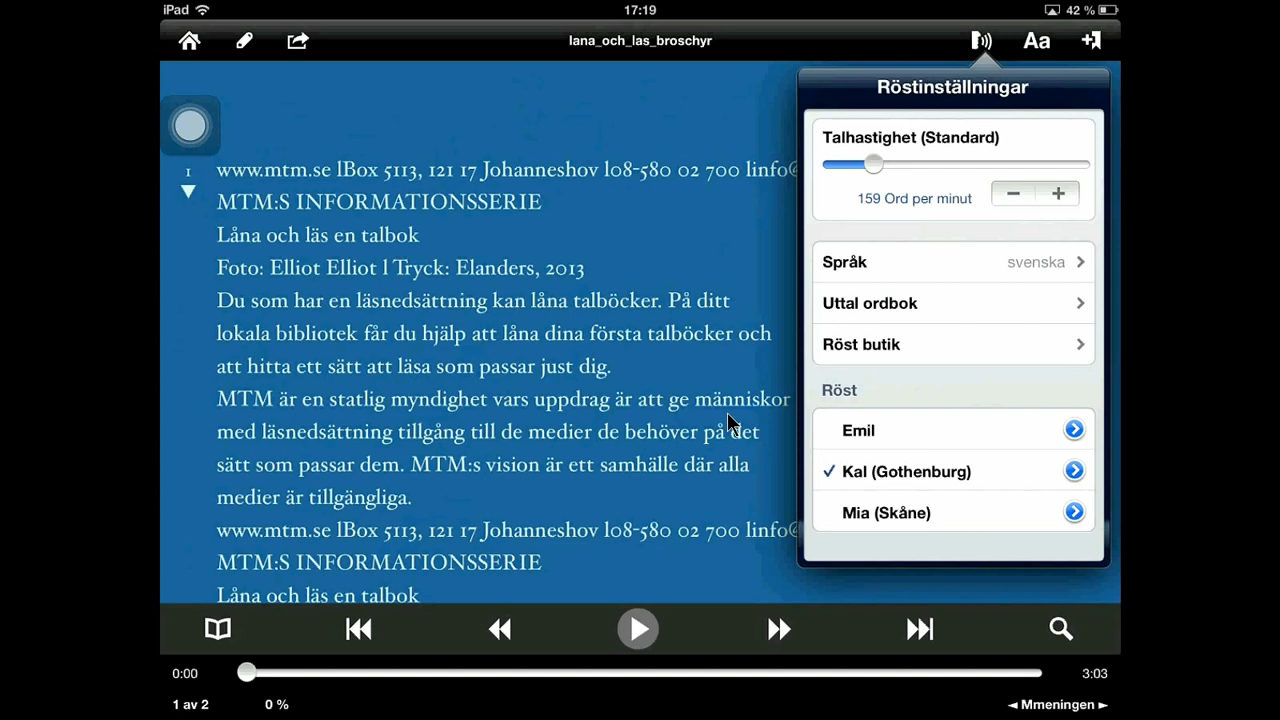 iPad 17:19 42 %
lana_och_las_broschyr Aa
Röstinställningar
Talhastighet (Standard)
159 Ord per minut − +
Språk svenska
Uttal ordbok
Röst butik
Röst
Emil
✓ Kal (Gothenburg)
Mia (Skåne)
1
www.mtm.se lBox 5113, 121 17 Johanneshov l08-580 02 700 linfo@
MTM:S INFORMATIONSSERIE
Låna och läs en talbok
Foto: Elliot Elliot l Tryck: Elanders, 2013
Du som har en läsnedsättning kan låna talböcker. På ditt
lokala bibliotek får du hjälp att låna dina första talböcker och
att hitta ett sätt att läsa som passar just dig.
MTM är en statlig myndighet vars uppdrag är att ge människor
med läsnedsättning tillgång till de medier de behöver på det
sätt som passar dem. MTM:s vision är ett samhälle där alla
medier är tillgängliga.
www.mtm.se lBox 5113, 121 17 Johanneshov l08-580 02 700 linfo@
MTM:S INFORMATIONSSERIE
Låna och läs en talbok
0:00 3:03
1 av 2 0 % ◄ Mmeningen ►